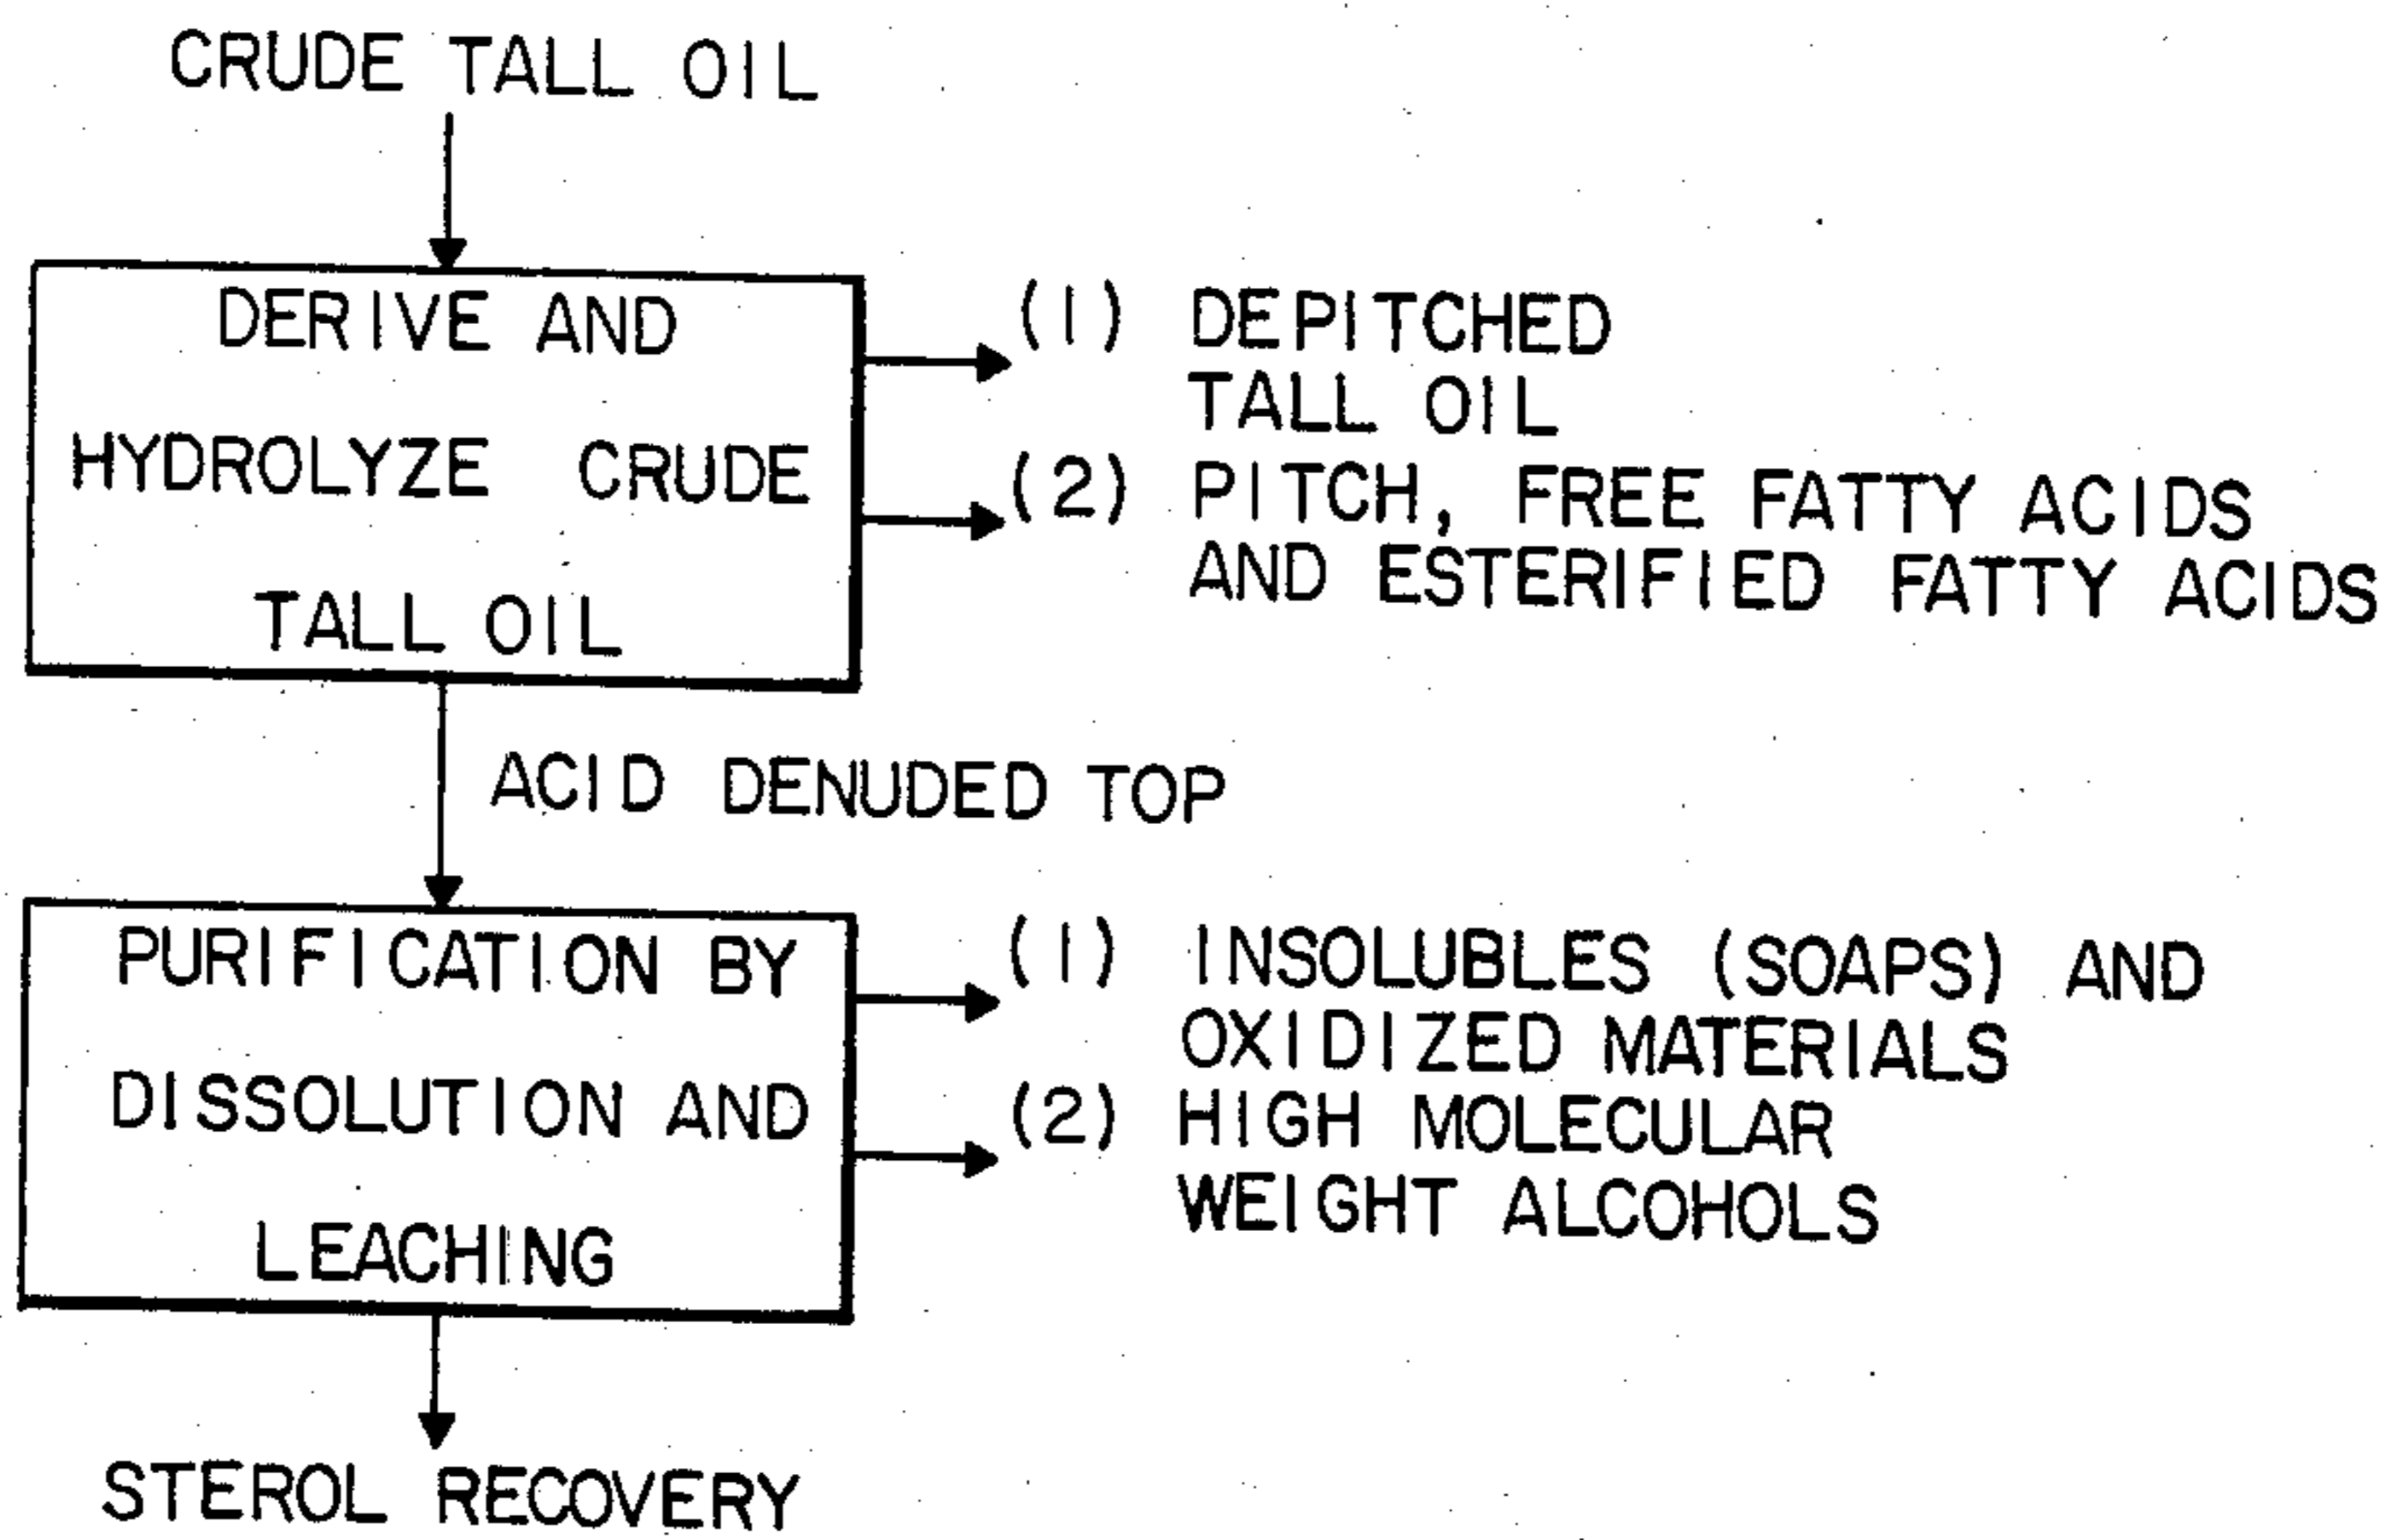 CRUDE TALL OIL
DERIVE AND
HYDROLYZE CRUDE
TALL OIL
(1) DEPITCHED
TALL OIL
(2) PITCH, FREE FATTY ACIDS
AND ESTERIFIED FATTY ACIDS
ACID DENUDED TOP
PURIFICATION BY
DISSOLUTION AND
LEACHING
(1) INSOLUBLES (SOAPS) AND
OXIDIZED MATERIALS
(2) HIGH MOLECULAR
WEIGHT ALCOHOLS
STEROL RECOVERY